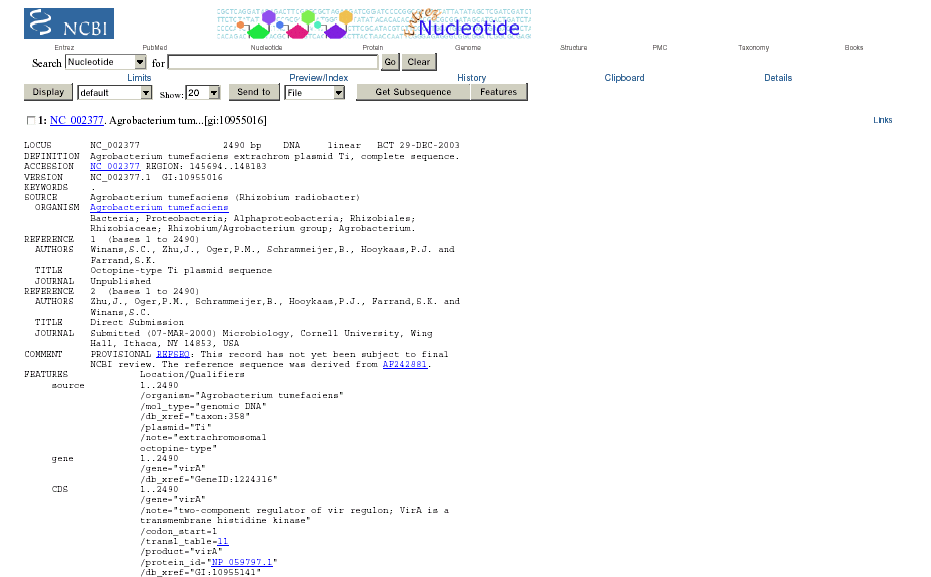 NCBI
Entrez Nucleotide
Entrez PubMed Nucleotide Protein Genome Structure PMC Taxonomy Books
Search Nucleotide for Go Clear
Limits Preview/Index History Clipboard Details
Display default Show: 20 Send to File Get Subsequence Features
1: NC_002377. Agrobacterium tum...[gi:10955016] Links
LOCUS NC_002377 2490 bp DNA linear BCT 29-DEC-2003
DEFINITION Agrobacterium tumefaciens extrachrom plasmid Ti, complete sequence.
ACCESSION NC_002377 REGION: 145694..148183
VERSION NC_002377.1 GI:10955016
KEYWORDS .
SOURCE Agrobacterium tumefaciens (Rhizobium radiobacter)
ORGANISM Agrobacterium tumefaciens
Bacteria; Proteobacteria; Alphaproteobacteria; Rhizobiales;
Rhizobiaceae; Rhizobium/Agrobacterium group; Agrobacterium.
REFERENCE 1 (bases 1 to 2490)
AUTHORS Winans,S.C., Zhu,J., Oger,P.M., Schrammeijer,B., Hooykaas,P.J. and
Farrand,S.K.
TITLE Octopine-type Ti plasmid sequence
JOURNAL Unpublished
REFERENCE 2 (bases 1 to 2490)
AUTHORS Zhu,J., Oger,P.M., Schrammeijer,B., Hooykaas,P.J., Farrand,S.K. and
Winans,S.C.
TITLE Direct Submission
JOURNAL Submitted (07-MAR-2000) Microbiology, Cornell University, Wing
Hall, Ithaca, NY 14853, USA
COMMENT PROVISIONAL REFSEQ: This record has not yet been subject to final
NCBI review. The reference sequence was derived from AF242881.
FEATURES Location/Qualifiers
source 1..2490
/organism="Agrobacterium tumefaciens"
/mol_type="genomic DNA"
/db_xref="taxon:358"
/plasmid="Ti"
/note="extrachromosomal
octopine-type"
gene 1..2490
/gene="virA"
/db_xref="GeneID:1224316"
CDS 1..2490
/gene="virA"
/note="two-component regulator of vir regulon; VirA is a
transmembrane histidine kinase"
/codon_start=1
/transl_table=11
/product="virA"
/protein_id="NP_059797.1"
/db_xref="GI:10955141"